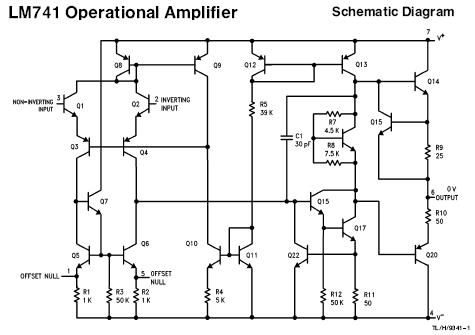 LM741 Operational Amplifier
Schematic Diagram
7
V+
Q8
Q9
Q12
Q13
Q14
3
NON-INVERTING
INPUT
Q1
Q2
2 INVERTING
INPUT
R5
39 K
Q15
R7
4.5 K
C1
30 pF
R8
7.5 K
R9
25
Q3
Q4
Q7
Q15
6
0 V
OUTPUT
R10
50
Q17
Q5
Q6
Q10
Q11
Q22
Q20
OFFSET NULL
1
5
OFFSET
NULL
R1
1 K
R3
50 K
R2
1 K
R4
5 K
R12
50 K
R11
50
4
V-
TL/H/9341-1